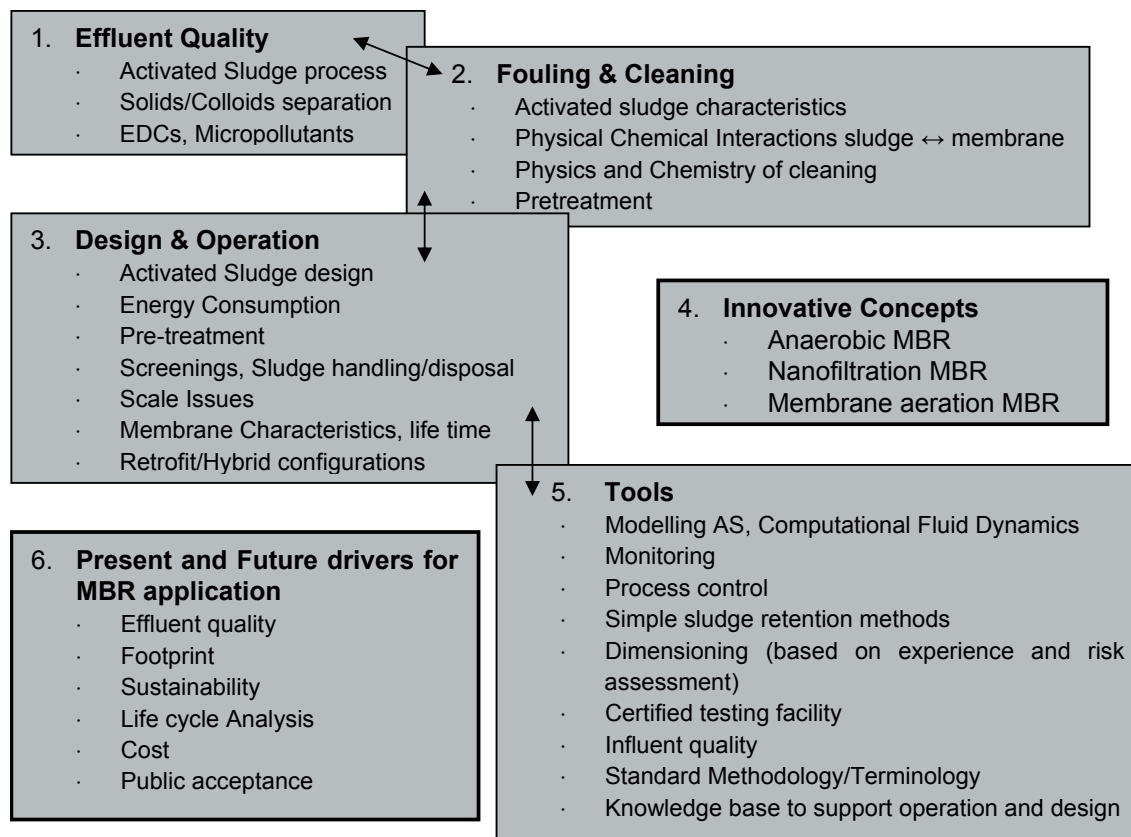 1. Effluent Quality
· Activated Sludge process
· Solids/Colloids separation
· EDCs, Micropollutants
2. Fouling & Cleaning
· Activated sludge characteristics
· Physical Chemical Interactions sludge ↔ membrane
· Physics and Chemistry of cleaning
· Pretreatment
3. Design & Operation
· Activated Sludge design
· Energy Consumption
· Pre-treatment
· Screenings, Sludge handling/disposal
· Scale Issues
· Membrane Characteristics, life time
· Retrofit/Hybrid configurations
4. Innovative Concepts
· Anaerobic MBR
· Nanofiltration MBR
· Membrane aeration MBR
5. Tools
· Modelling AS, Computational Fluid Dynamics
· Monitoring
· Process control
· Simple sludge retention methods
· Dimensioning (based on experience and risk
assessment)
· Certified testing facility
· Influent quality
· Standard Methodology/Terminology
· Knowledge base to support operation and design
6. Present and Future drivers for
MBR application
· Effluent quality
· Footprint
· Sustainability
· Life cycle Analysis
· Cost
· Public acceptance